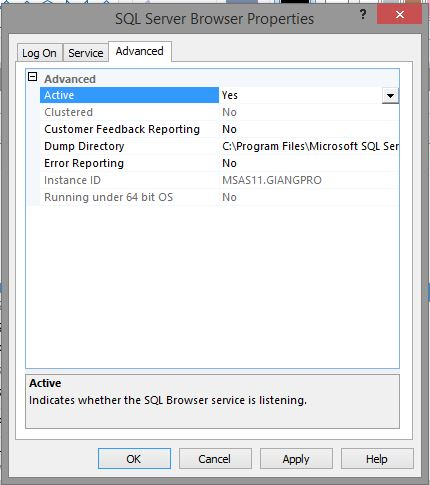 SQL Server Browser Properties
? ×
Log On Service Advanced
Advanced
Active Yes
Clustered No
Customer Feedback Reporting No
Dump Directory C:\Program Files\Microsoft SQL Ser
Error Reporting No
Instance ID MSAS11.GIANGPRO
Running under 64 bit OS No
Active
Indicates whether the SQL Browser service is listening.
OK Cancel Apply Help